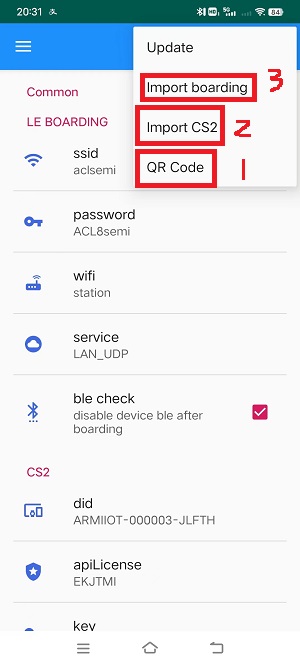 20:31
84
Update
Import boarding
3
Import CS2
2
QR Code
1
Common
LE BOARDING
ssid
aclsemi
password
ACL8semi
wifi
station
service
LAN_UDP
ble check
disable device ble after
boarding
CS2
did
ARMIIOT-000003-JLFTH
apiLicense
EKJTMI
key